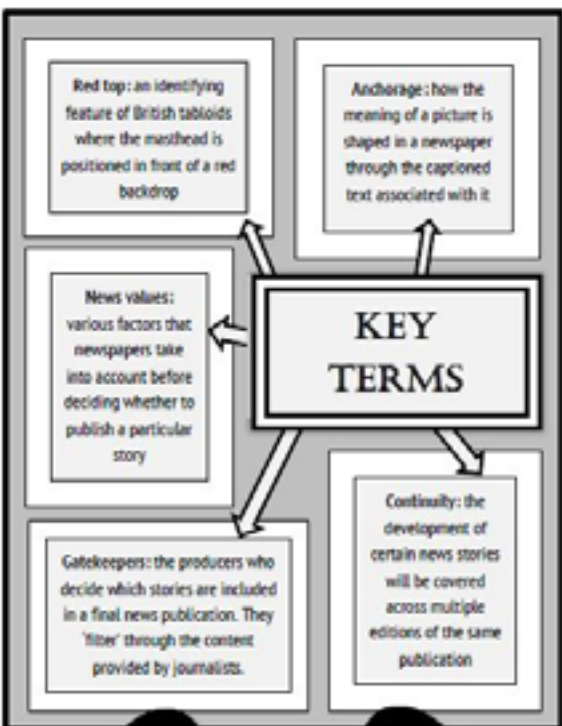 Red top: an identifying
feature of British tabloids
where the masthead is
positioned in front of a red
backdrop
Anchorage: how the
meaning of a picture is
shaped in a newspaper
through the captioned
text associated with it
News values:
various factors that
newspapers take
into account before
deciding whether to
publish a particular
story
KEY
TERMS
Gatekeepers: the producers who
decide which stories are included
in a final news publication. They
'filter' through the content
provided by journalists.
Continuity: the
development of
certain news stories
will be covered
across multiple
editions of the same
publication